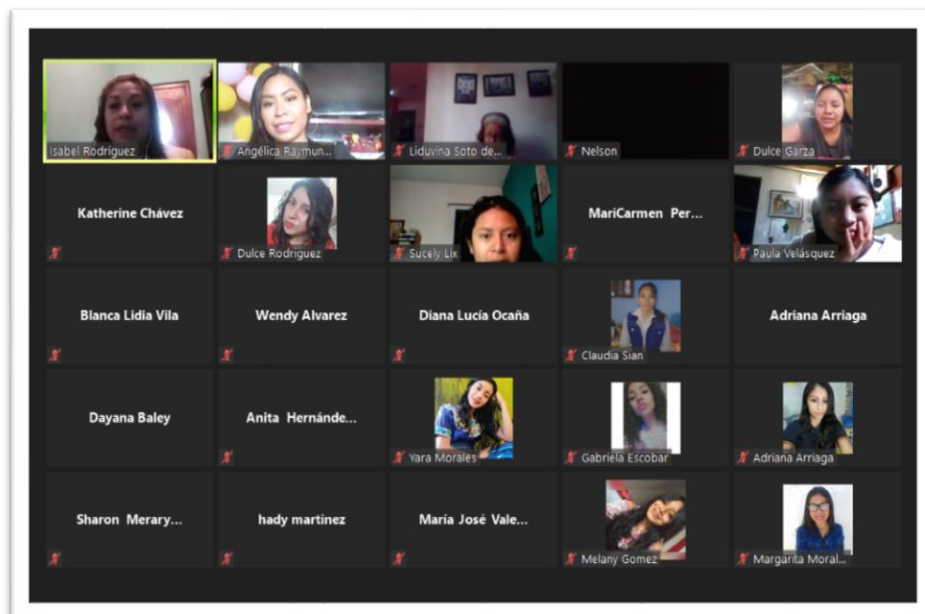 Isabel Rodriguez
Angélica Raymun...
Liduvina Soto de...
Nelson
Dulce Garza
Katherine Chávez
Dulce Rodriguez
Sucely Lix
MariCarmen Per...
Paula Velásquez
Blanca Lidia Vila
Wendy Alvarez
Diana Lucía Ocaña
Claudia Sian
Adriana Arriaga
Dayana Baley
Anita Hernánde...
Yara Morales
Gabriela Escobar
Adriana Arriaga
Sharon Merary...
hady martinez
María José Vale...
Melany Gomez
Margarita Moral...